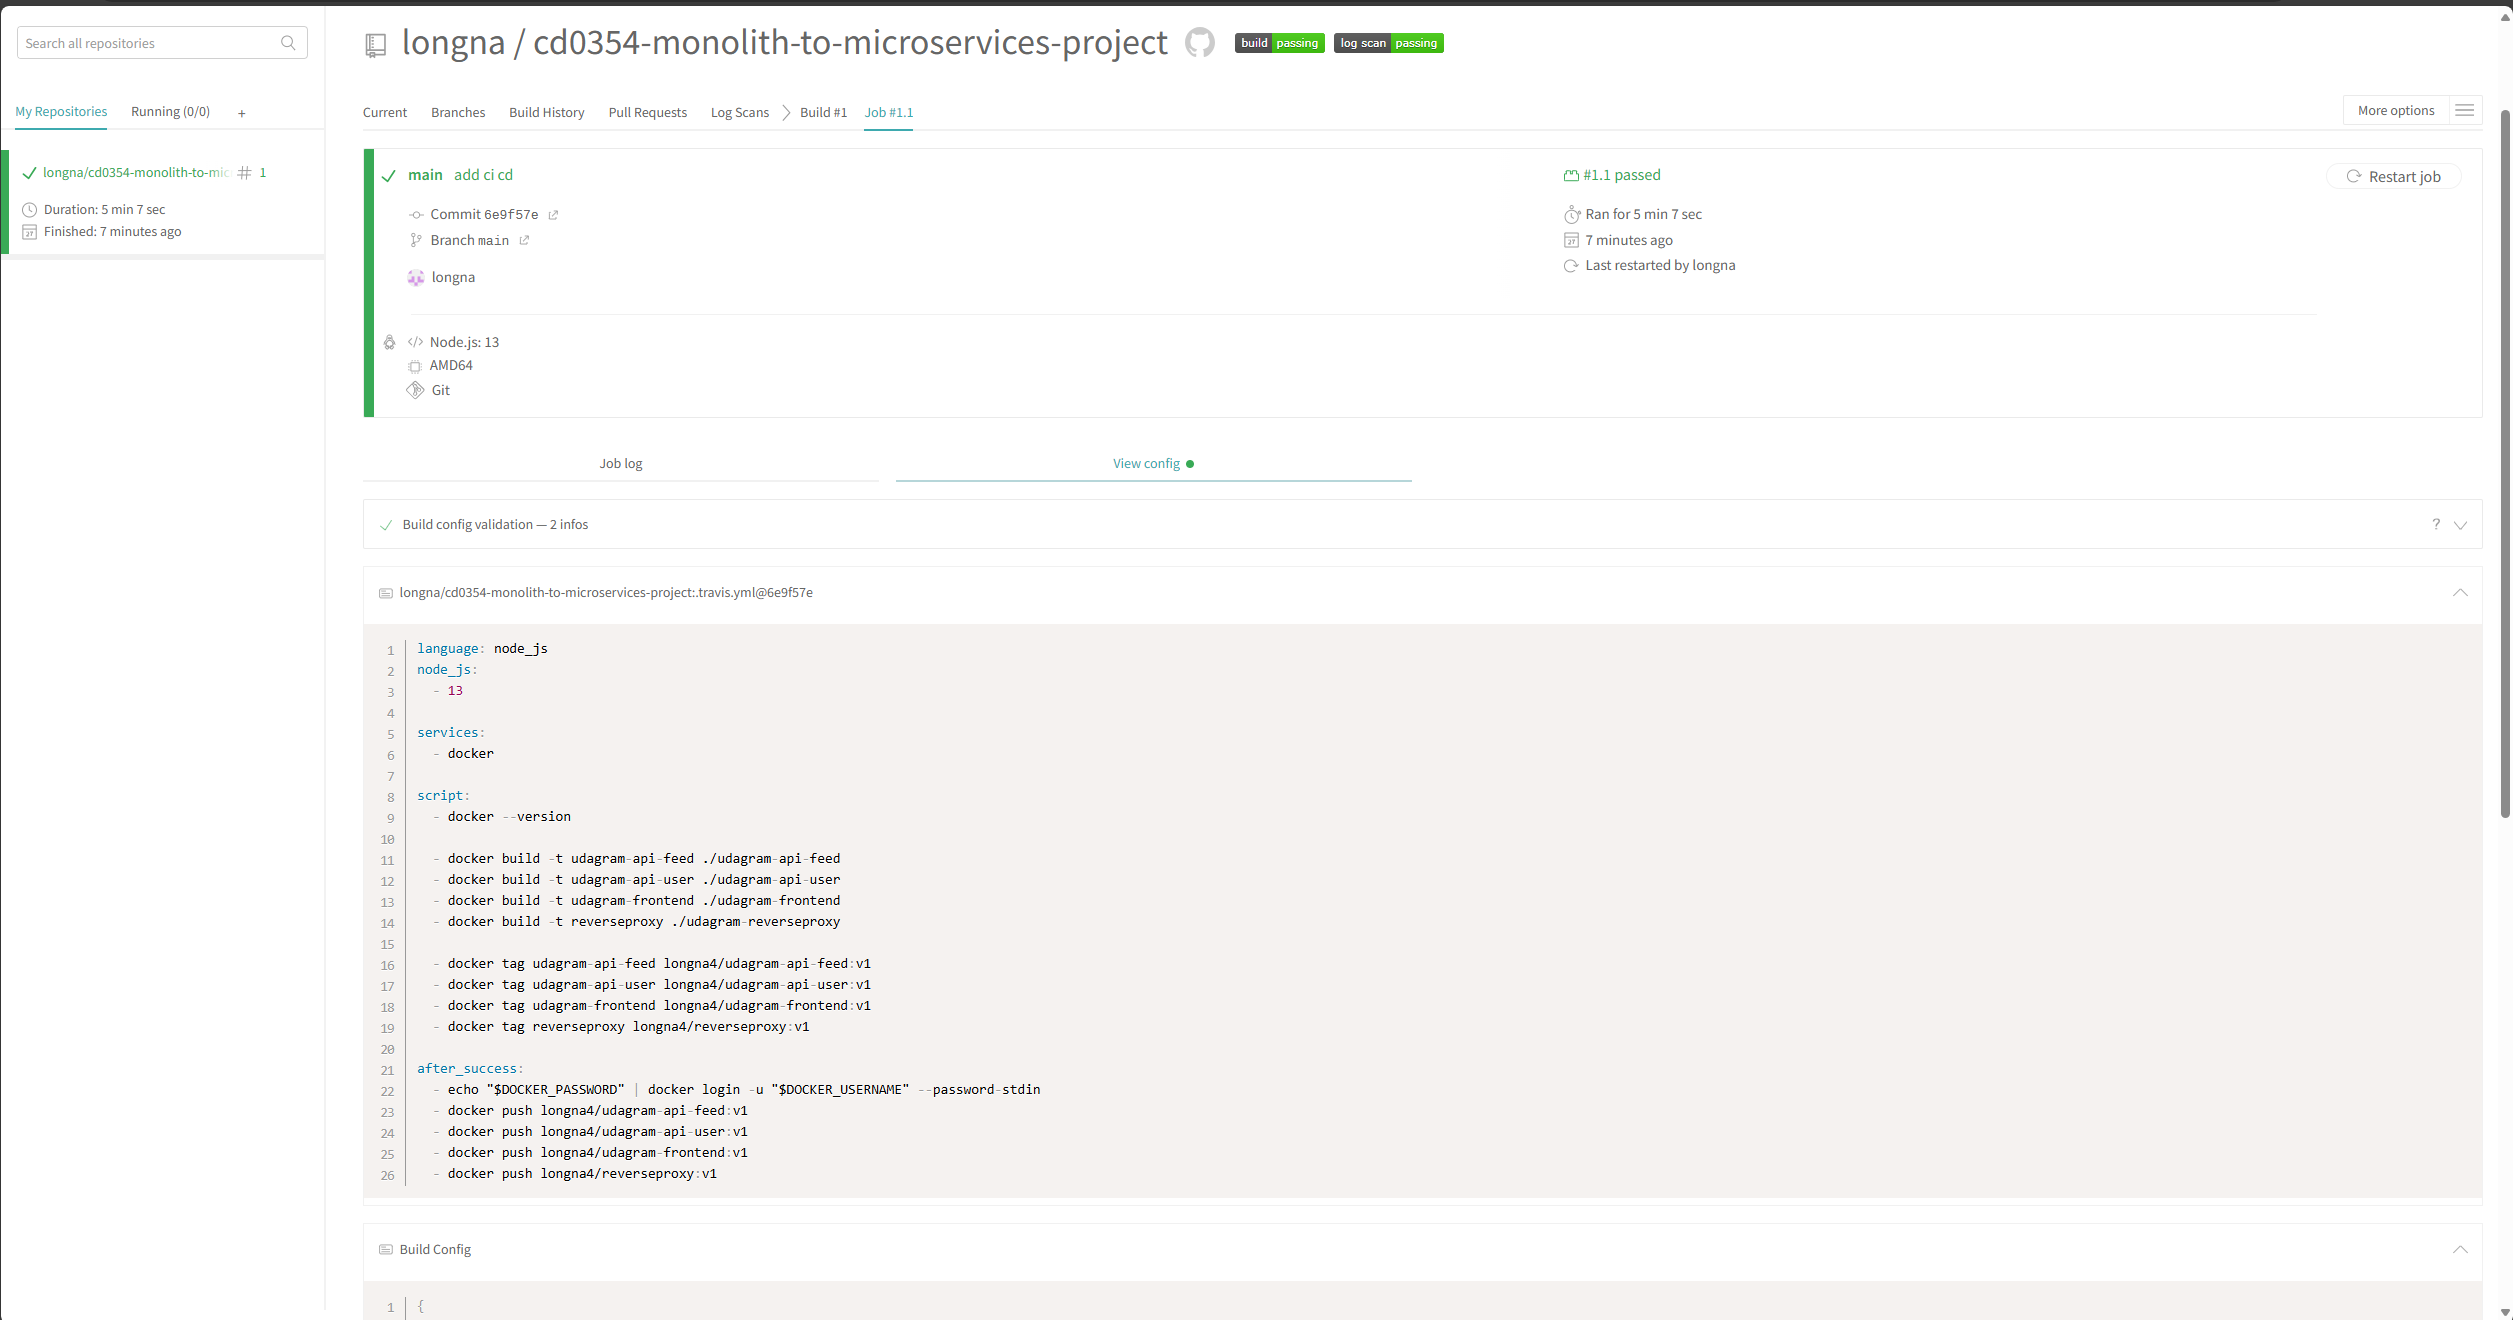 Search all repositories
My Repositories Running (0/0) +
longna/cd0354-monolith-to-mic # 1
Duration: 5 min 7 sec
Finished: 7 minutes ago
longna / cd0354-monolith-to-microservices-project build passing log scan passing
Current Branches Build History Pull Requests Log Scans Build #1 Job #1.1 More options
main add ci cd
Commit 6e9f57e
Branch main
longna
#1.1 passed
Ran for 5 min 7 sec
7 minutes ago
Last restarted by longna
Restart job
Node.js: 13
AMD64
Git
Job log View config
Build config validation — 2 infos ?
longna/cd0354-monolith-to-microservices-project:.travis.yml@6e9f57e
1 language: node_js
2 node_js:
3 - 13
4
5 services:
6 - docker
7
8 script:
9 - docker --version
10
11 - docker build -t udagram-api-feed ./udagram-api-feed
12 - docker build -t udagram-api-user ./udagram-api-user
13 - docker build -t udagram-frontend ./udagram-frontend
14 - docker build -t reverseproxy ./udagram-reverseproxy
15
16 - docker tag udagram-api-feed longna4/udagram-api-feed:v1
17 - docker tag udagram-api-user longna4/udagram-api-user:v1
18 - docker tag udagram-frontend longna4/udagram-frontend:v1
19 - docker tag reverseproxy longna4/reverseproxy:v1
20
21 after_success:
22 - echo "$DOCKER_PASSWORD" | docker login -u "$DOCKER_USERNAME" --password-stdin
23 - docker push longna4/udagram-api-feed:v1
24 - docker push longna4/udagram-api-user:v1
25 - docker push longna4/udagram-frontend:v1
26 - docker push longna4/reverseproxy:v1
Build Config
1 {